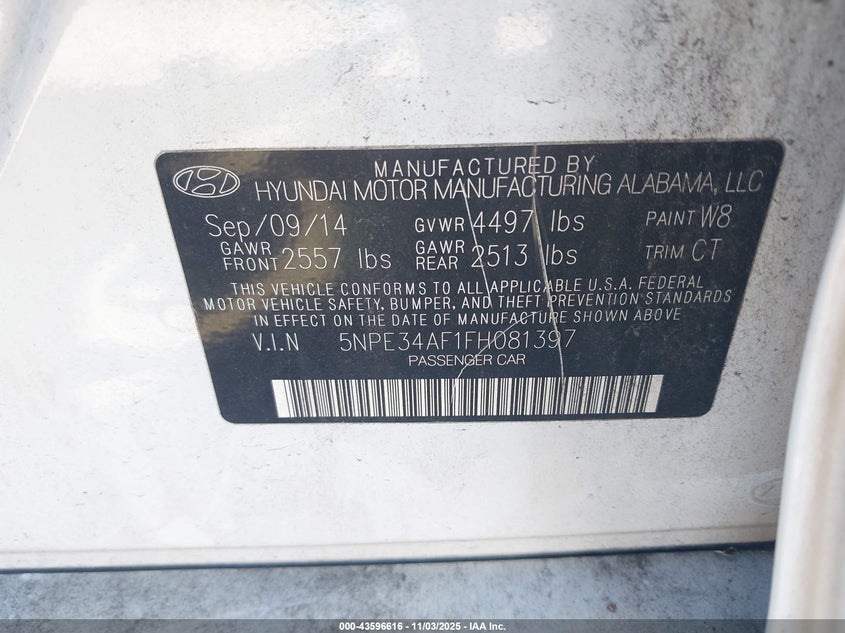 MANUFACTURED BY
HYUNDAI MOTOR MANUFACTURING ALABAMA, LLC
Sep/09/14 GVWR 4497 lbs PAINT W8
GAWR FRONT 2557 lbs GAWR REAR 2513 lbs TRIM CT
THIS VEHICLE CONFORMS TO ALL APPLICABLE U.S.A. FEDERAL
MOTOR VEHICLE SAFETY, BUMPER, AND THEFT PREVENTION STANDARDS
IN EFFECT ON THE DATE OF MANUFACTURE SHOWN ABOVE
V.I.N 5NPE34AF1FH081397
PASSENGER CAR
000-43596616 - 11/03/2025 - IAA Inc.